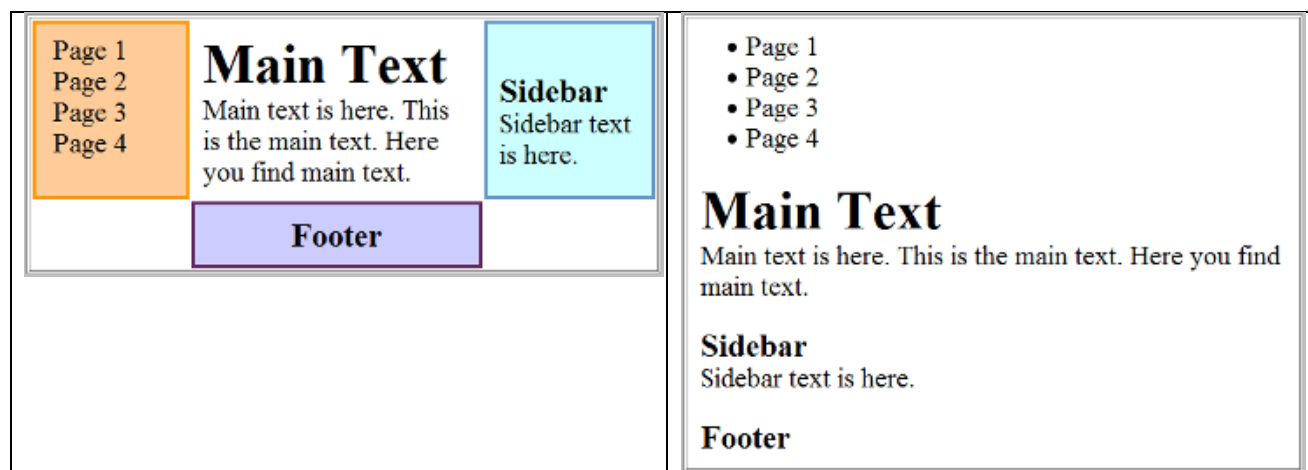 Page 1
Page 2
Page 3
Page 4
Main Text
Main text is here. This
is the main text. Here
you find main text.
Sidebar
Sidebar text
is here.
Footer
• Page 1
• Page 2
• Page 3
• Page 4
Main Text
Main text is here. This is the main text. Here you find
main text.
Sidebar
Sidebar text is here.
Footer